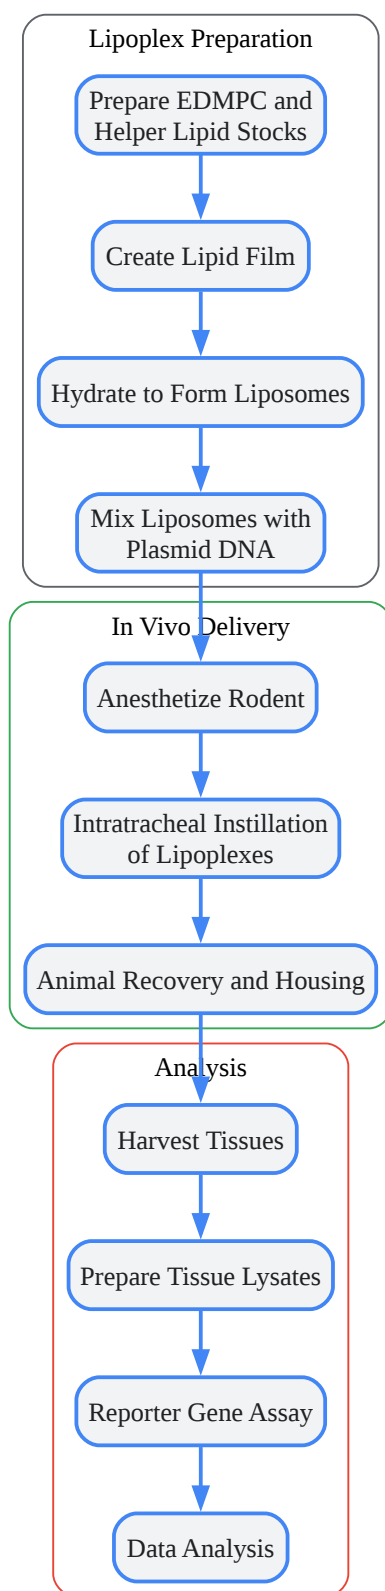 Lipoplex Preparation
Prepare EDMPC and
Helper Lipid Stocks
Create Lipid Film
Hydrate to Form Liposomes
Mix Liposomes with
Plasmid DNA
In Vivo Delivery
Anesthetize Rodent
Intratracheal Instillation
of Lipoplexes
Animal Recovery and Housing
Analysis
Harvest Tissues
Prepare Tissue Lysates
Reporter Gene Assay
Data Analysis